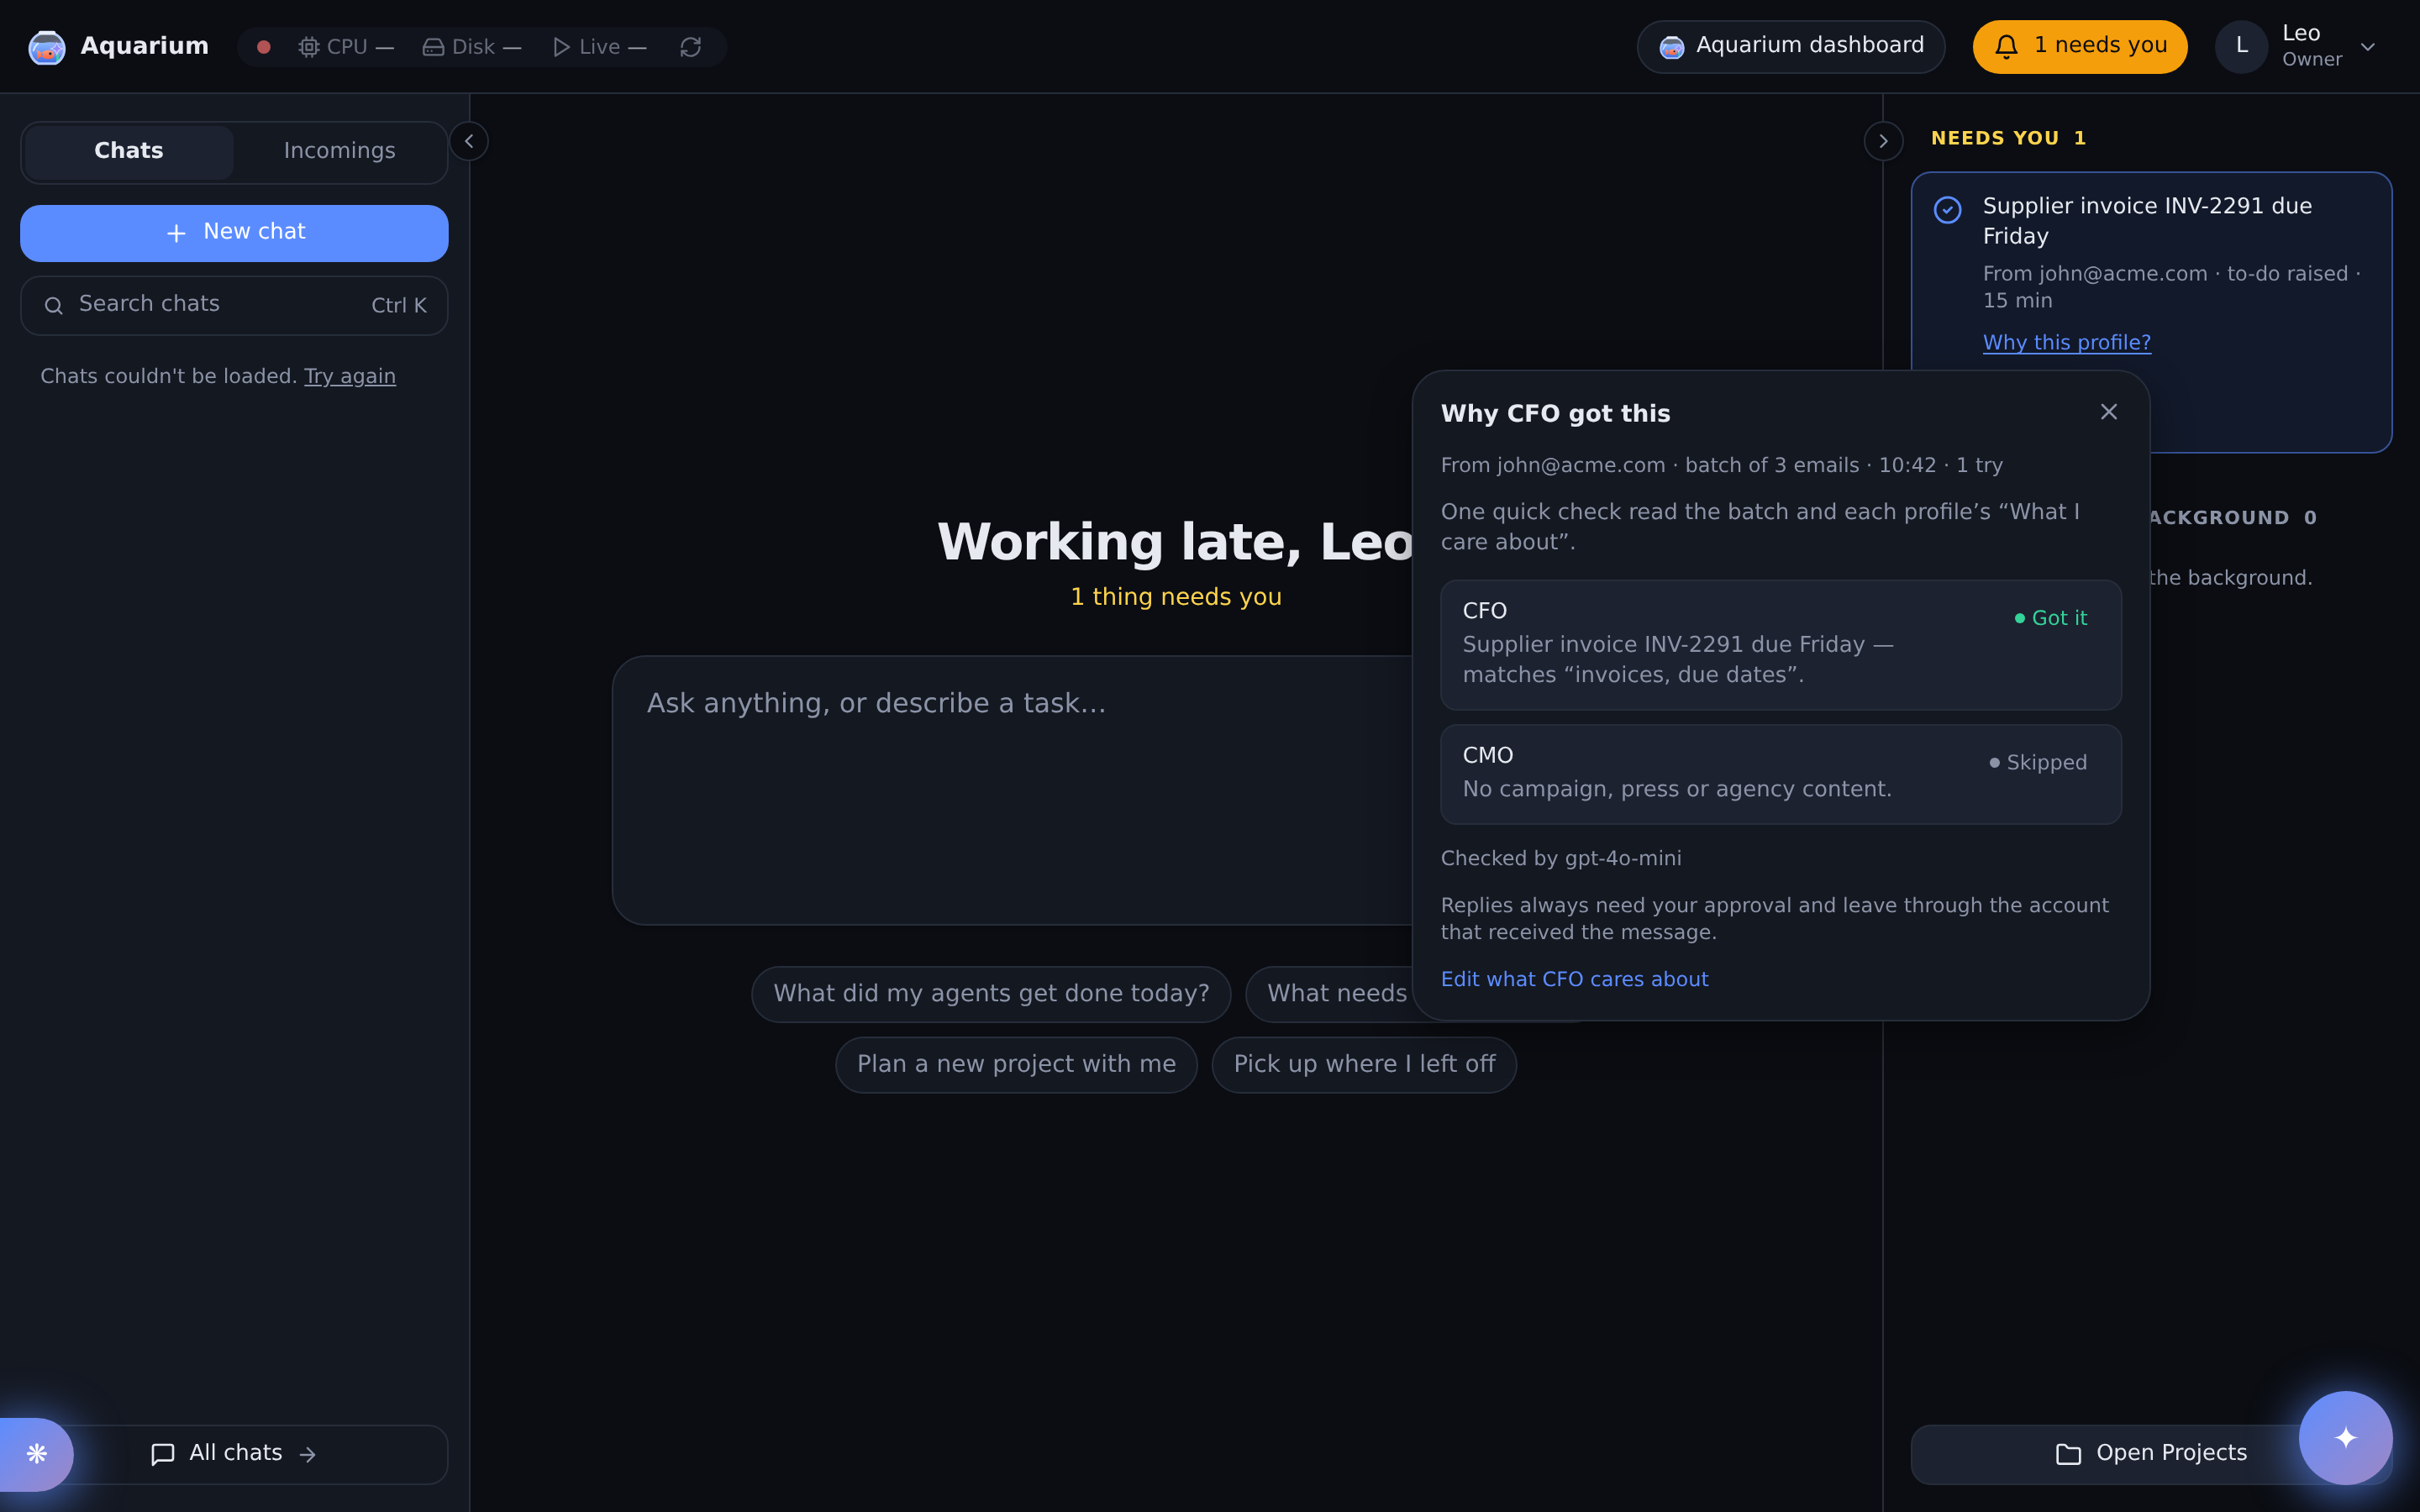 Aquarium
CPU —
Disk —
Live —
Aquarium dashboard
1 needs you
L
Leo
Owner
Chats
Incomings
New chat
Search chats
Ctrl K
Chats couldn't be loaded. Try again
All chats
Working late, Leo
1 thing needs you
Ask anything, or describe a task...
What did my agents get done today?
What needs
Plan a new project with me
Pick up where I left off
NEEDS YOU 1
Supplier invoice INV-2291 due
Friday
From john@acme.com · to-do raised ·
15 min
Why this profile?
Why CFO got this
From john@acme.com · batch of 3 emails · 10:42 · 1 try
One quick check read the batch and each profile’s “What I
care about”.
CFO
Got it
Supplier invoice INV-2291 due Friday —
matches “invoices, due dates”.
CMO
Skipped
No campaign, press or agency content.
Checked by gpt-4o-mini
Replies always need your approval and leave through the account
that received the message.
Edit what CFO cares about
ACKGROUND 0
the background.
Open Projects